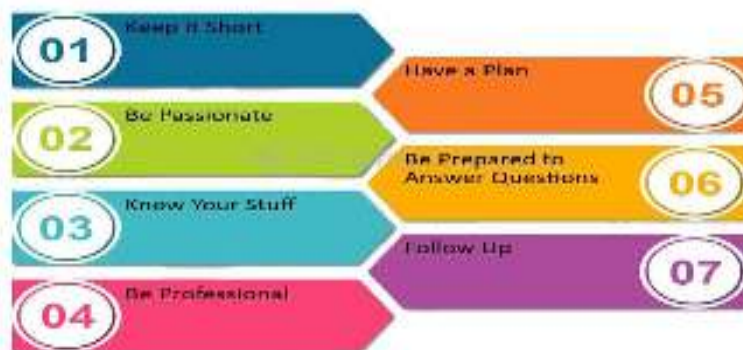 01
Keep it Short
02
Be Passionate
03
Know Your Stuff
04
Be Professional
Have a Plan
05
Be Prepared to
Answer Questions
06
Follow Up
07